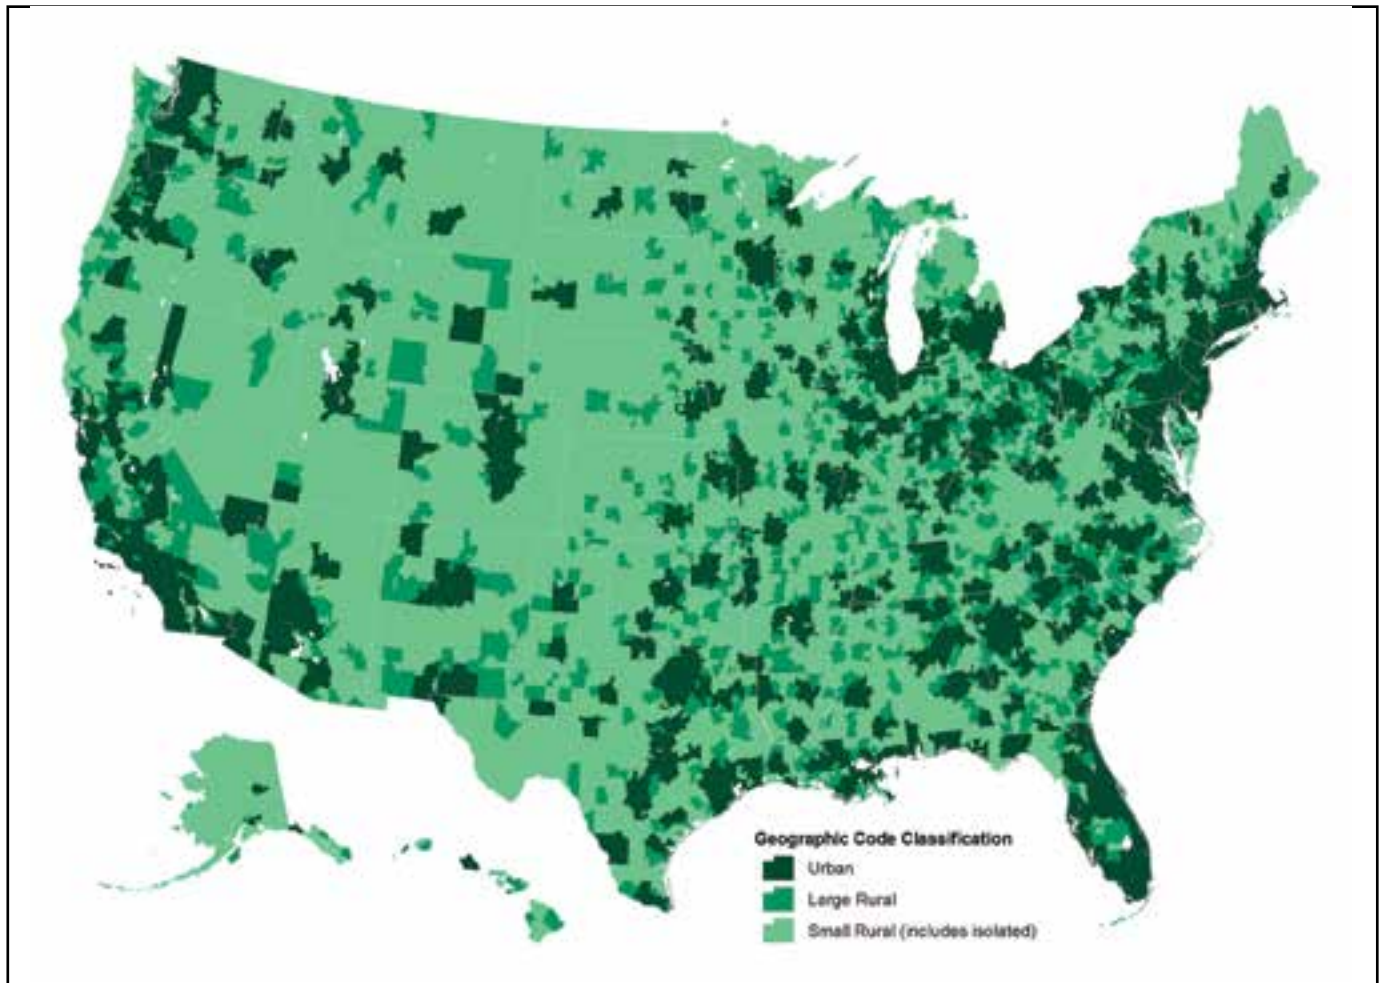 Geographic Code Classification
Urban
Large Rural
Small Rural (includes isolated)